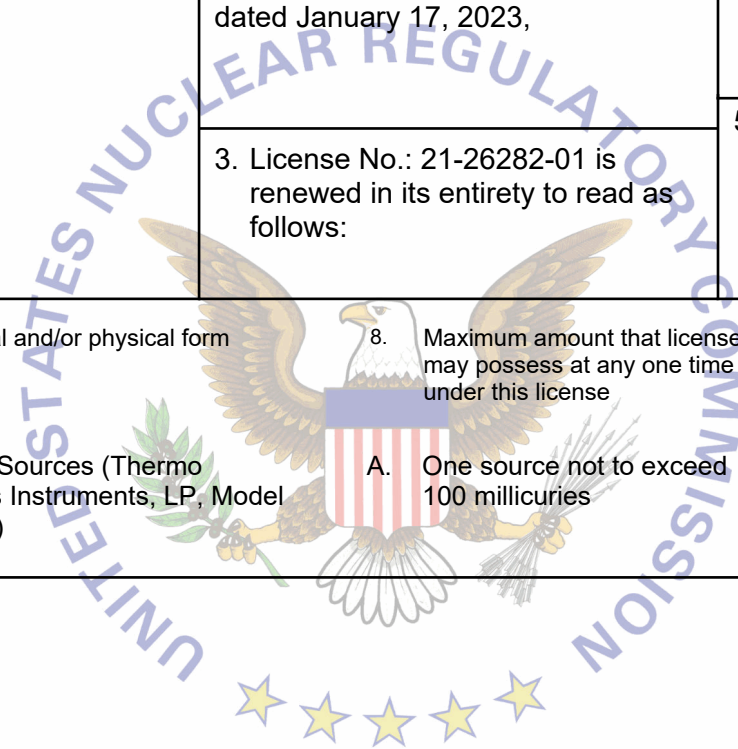 dated January 17, 2023,
3. License No.: 21-26282-01 is
renewed in its entirety to read as
follows:
and/or physical form
8. Maximum amount that license
may possess at any one time
under this license
Sources (Thermo
Instruments, LP, Model
A. One source not to exceed
100 millicuries
UNITED STATES NUCLEAR REGULATORY COMMISSION